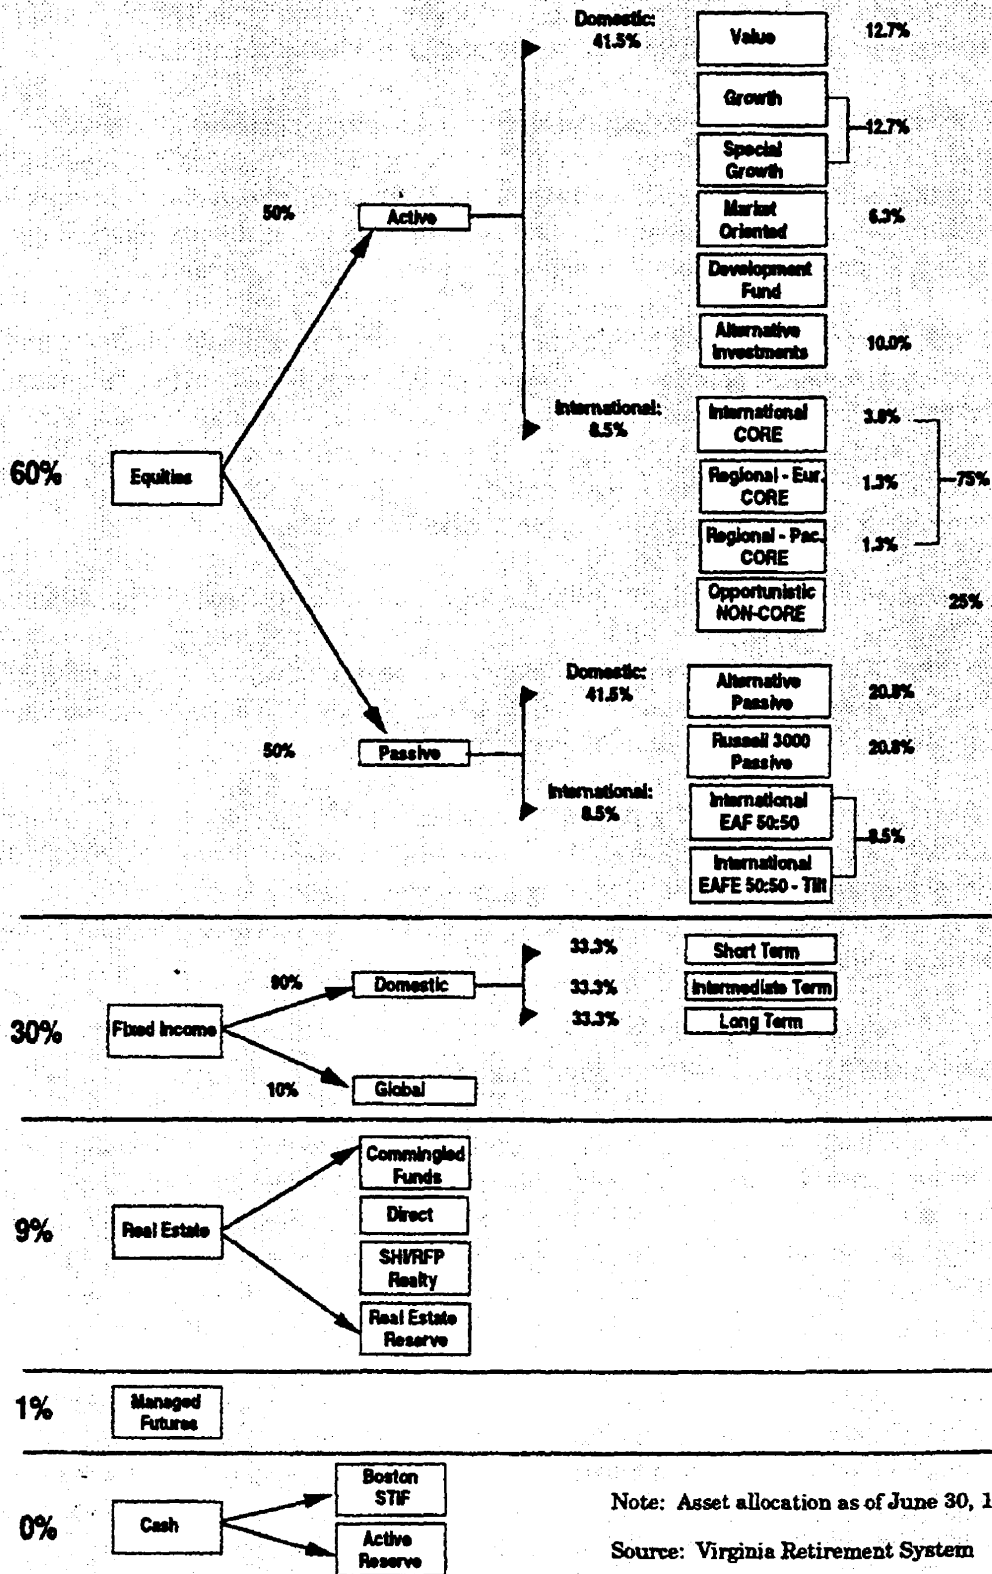 Domestic:
41.5%
Value
12.7%
Growth
Special
Growth
12.7%
50%
Active
Market
Oriented
6.3%
Development
Fund
Alternative
Investments
10.0%
International:
8.5%
International
CORE
3.8%
60%
Equities
Regional - Eur.
CORE
1.3%
75%
Regional - Pac.
CORE
1.3%
Opportunistic
NON-CORE
25%
Domestic:
41.5%
Alternative
Passive
20.8%
50%
Passive
Russell 3000
Passive
20.8%
International:
8.5%
International
EAF 50:50
8.5%
International
EAFE 50:50 - Tilt
30%
Fixed Income
90%
Domestic
33.3%
Short Term
33.3%
Intermediate Term
33.3%
Long Term
10%
Global
9%
Real Estate
Commingled
Funds
Direct
SHI/RFP
Realty
Real Estate
Reserve
1%
Managed
Futures
0%
Cash
Boston
STIF
Active
Reserve
Note: Asset allocation as of June 30, 1
Source: Virginia Retirement System